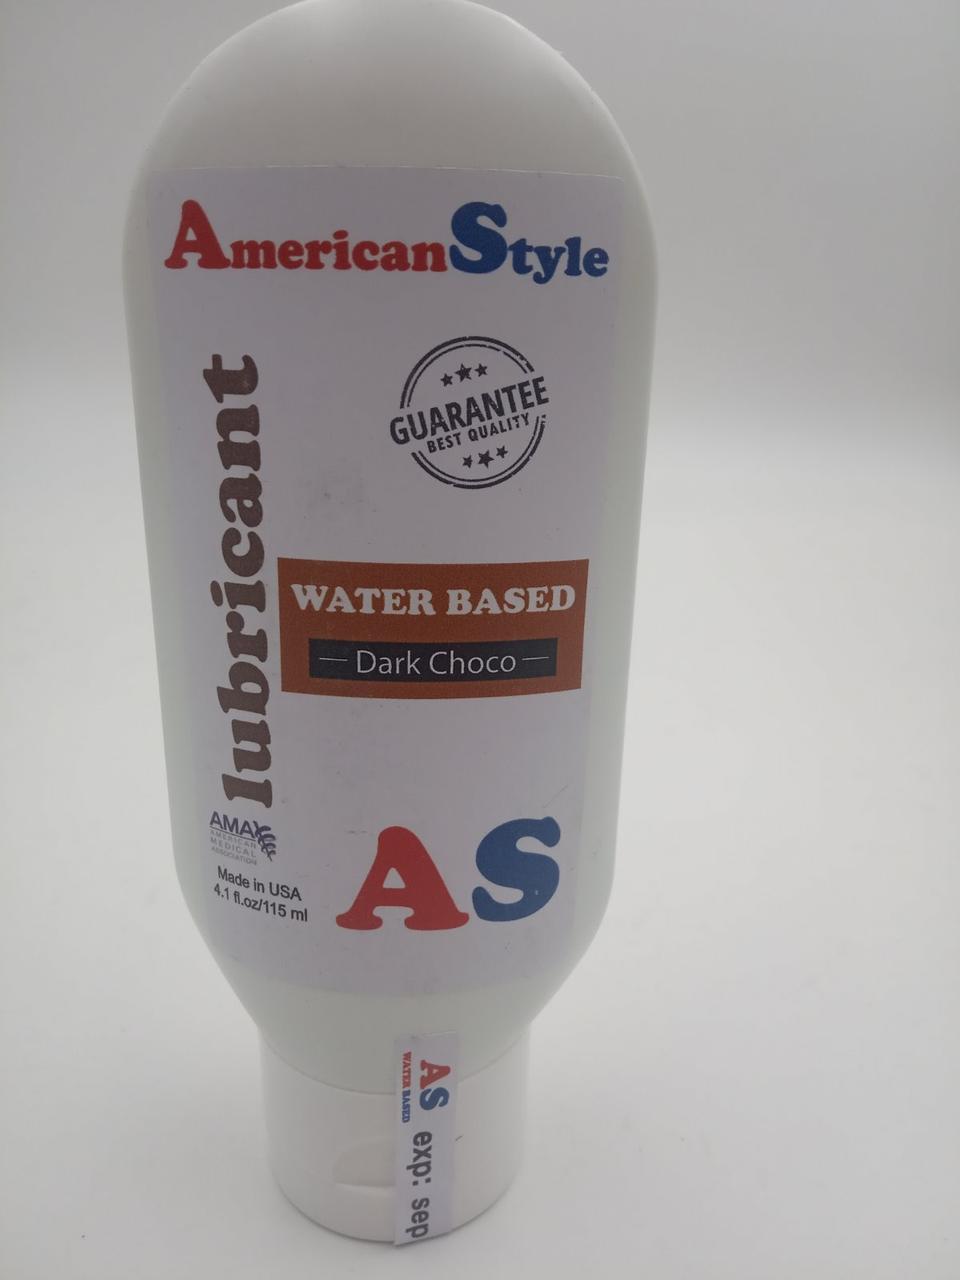 AmericanStyle
GUARANTEE
BEST QUALITY
lubricant
WATER BASED
Dark Choco
AMA
AMERICAN
MEDICAL
ASSOCIATION
Made in USA
4.1 fl.oz/115 ml
AS
AS
WATER BASED
exp: sep